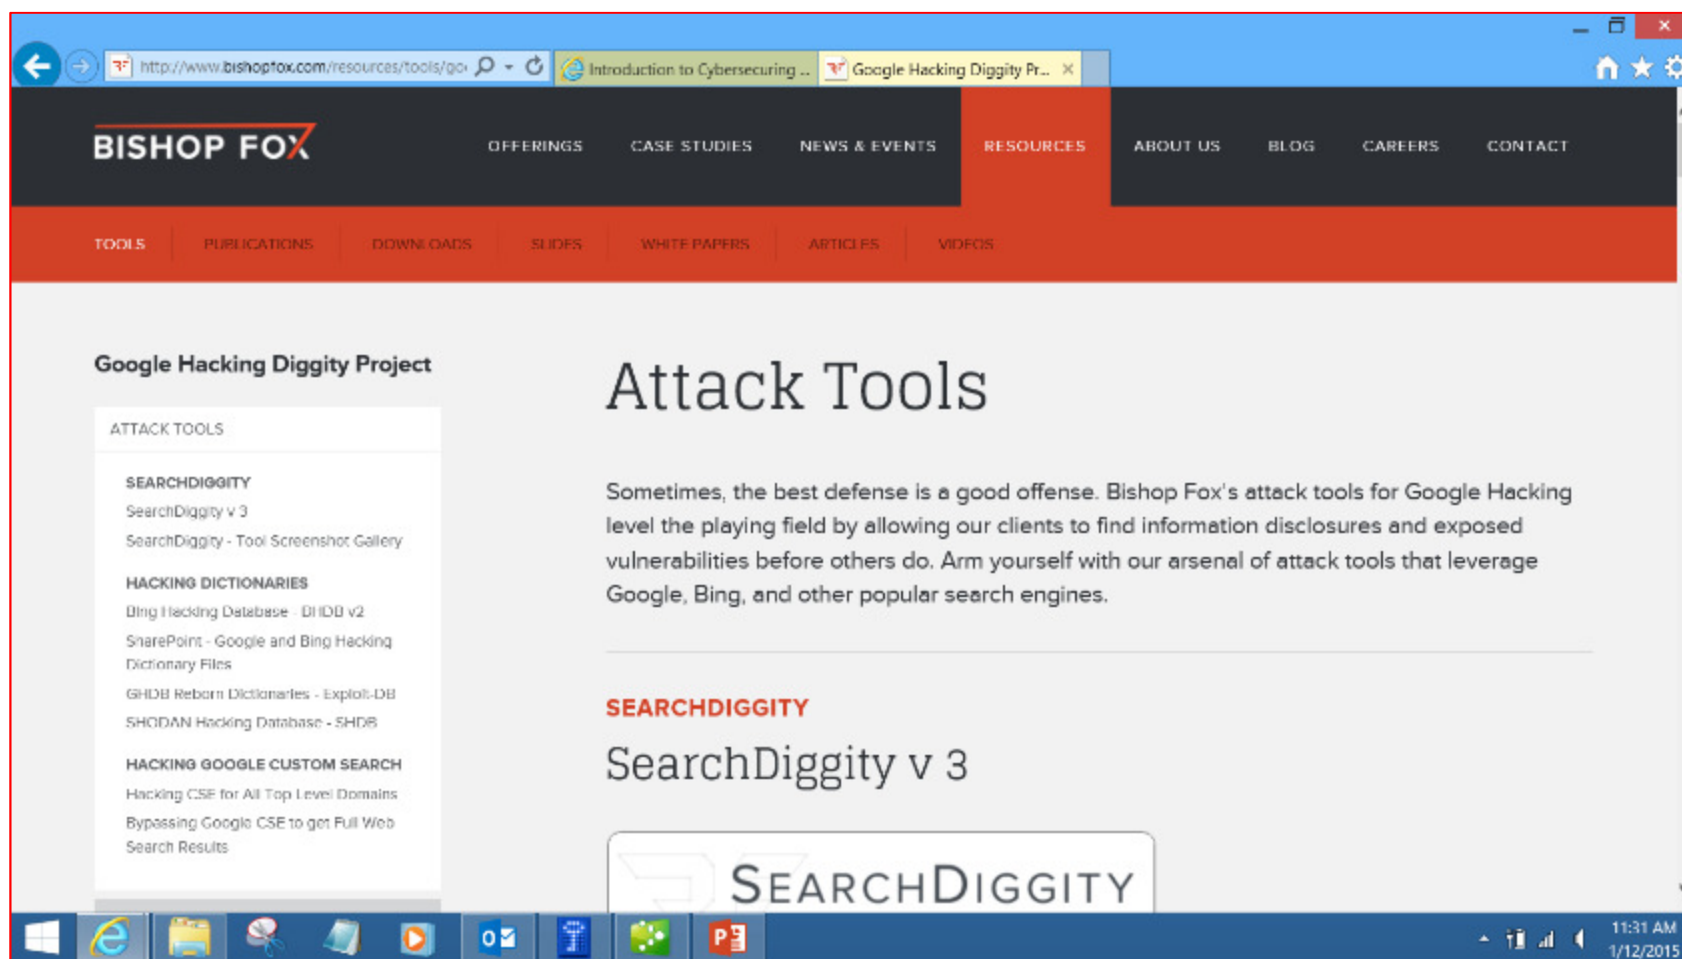 http://www.bishopfox.com/resources/tools/go
Introduction to Cybersecuring ...
Google Hacking Diggity Pr...
BISHOP FOX
OFFERINGS CASE STUDIES NEWS & EVENTS RESOURCES ABOUT US BLOG CAREERS CONTACT
TOOLS PUBLICATIONS DOWNLOADS SLIDES WHITE PAPERS ARTICLES VIDEOS
Google Hacking Diggity Project
ATTACK TOOLS
SEARCHDIGGITY
SearchDiggity v 3
SearchDiggity - Tool Screenshot Gallery
HACKING DICTIONARIES
Bing Hacking Database - BHDB v2
SharePoint - Google and Bing Hacking
Dictionary Files
GHDB Reborn Dictionaries - Exploit-DB
SHODAN Hacking Database - SHDB
HACKING GOOGLE CUSTOM SEARCH
Hacking CSE for All Top Level Domains
Bypassing Google CSE to get Full Web
Search Results
Attack Tools
Sometimes, the best defense is a good offense. Bishop Fox's attack tools for Google Hacking
level the playing field by allowing our clients to find information disclosures and exposed
vulnerabilities before others do. Arm yourself with our arsenal of attack tools that leverage
Google, Bing, and other popular search engines.
SEARCHDIGGITY
SearchDiggity v 3
SEARCHDIGGITY
11:31 AM
1/12/2015